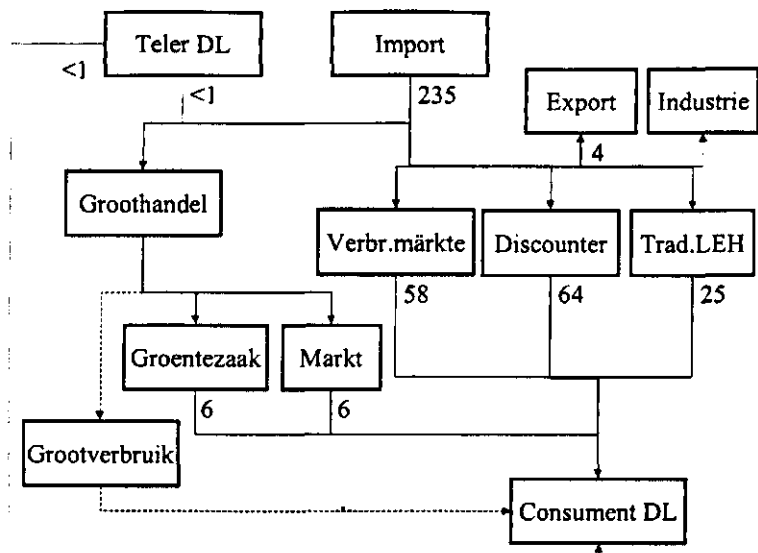 Teler DL
Import
<1
<1
235
Export
Industrie
4
Groothandel
Verbr.märkte
Discounter
Trad.LEH
58
64
25
Groentezaak
Markt
6
6
Grootverbruik
Consument DL